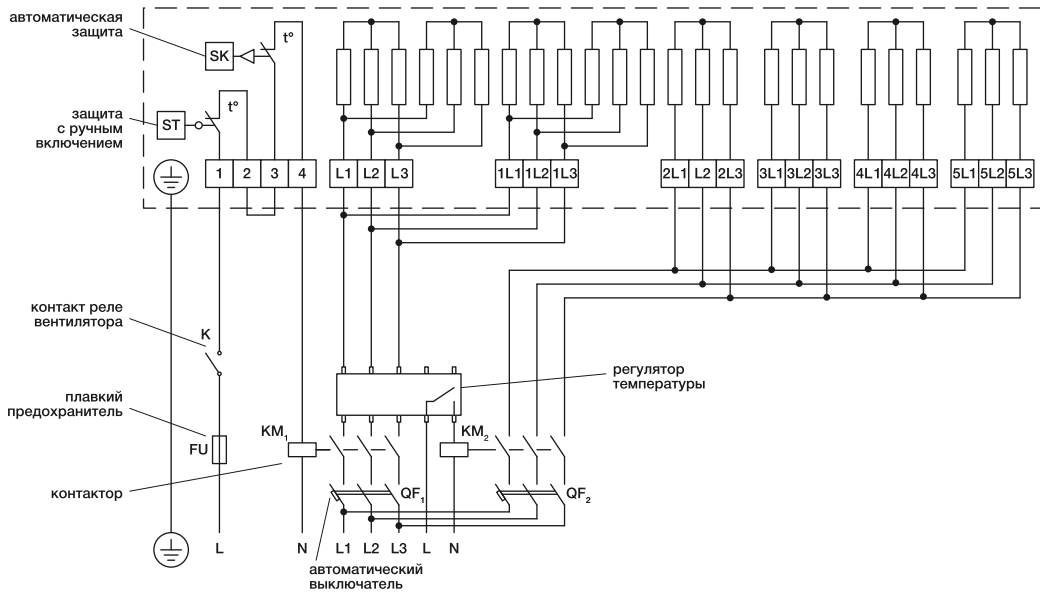 автоматическая
защита
SK
t°
защита
с ручным
включением
ST
t°
1 2 3 4
L1 L2 L3
1L1 1L2 1L3
2L1 L2 2L3
3L1 3L2 3L3
4L1 4L2 4L3
5L1 5L2 5L3
контакт реле
вентилятора
K
регулятор
температуры
плавкий
предохранитель
FU
KM1
KM2
контактор
QF1
QF2
L N L1 L2 L3 L N
автоматический
выключатель